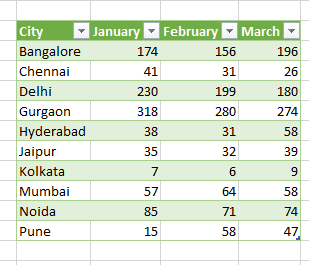 City January February March
Bangalore 174 156 196
Chennai 41 31 26
Delhi 230 199 180
Gurgaon 318 280 274
Hyderabad 38 31 58
Jaipur 35 32 39
Kolkata 7 6 9
Mumbai 57 64 58
Noida 85 71 74
Pune 15 58 47